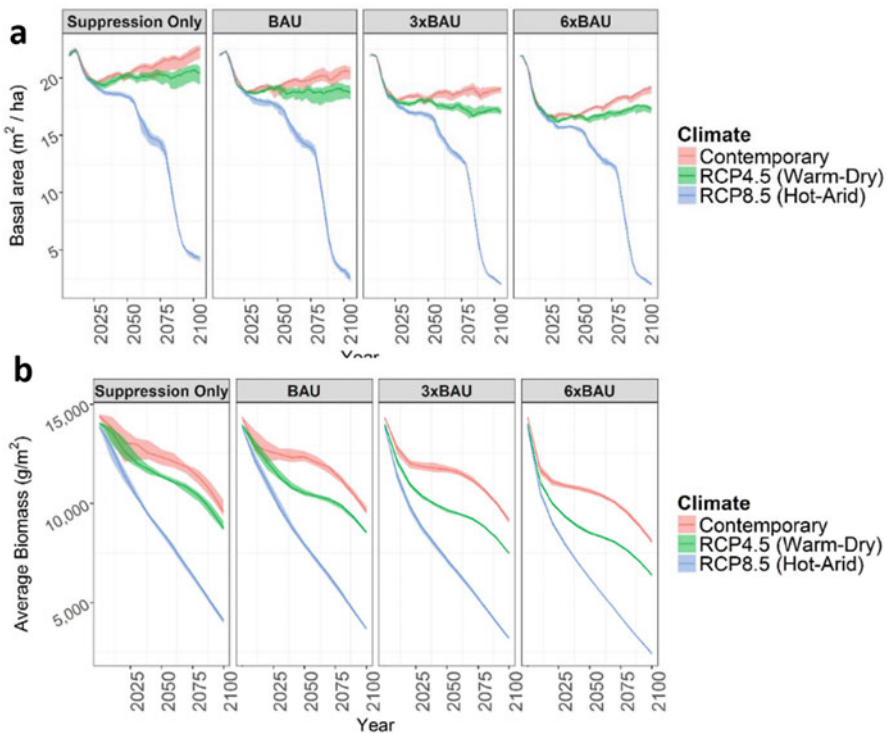 a
Suppression Only BAU 3xBAU 6xBAU
Basal area (m² / ha)
20
15
10
5
2025 2050 2075 2100 2025 2050 2075 2100 2025 2050 2075 2100 2025 2050 2075 2100
Year
Climate
Contemporary
RCP4.5 (Warm-Dry)
RCP8.5 (Hot-Arid)
b
Suppression Only BAU 3xBAU 6xBAU
Average Biomass (g/m²)
15,000
10,000
5,000
2025 2050 2075 2100 2025 2050 2075 2100 2025 2050 2075 2100 2025 2050 2075 2100
Year
Climate
Contemporary
RCP4.5 (Warm-Dry)
RCP8.5 (Hot-Arid)